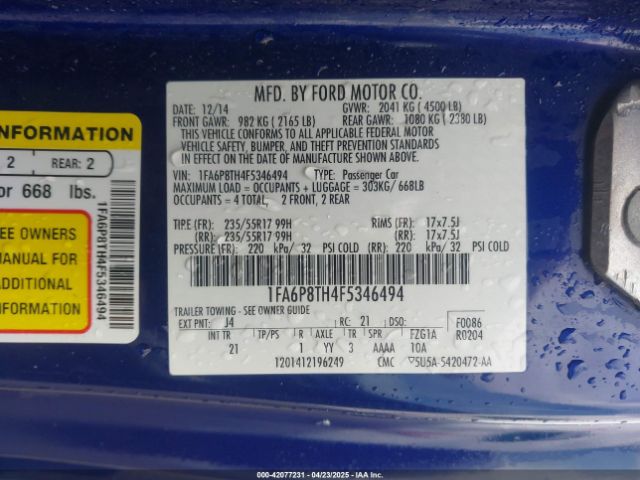 INFORMATION
2 REAR: 2
or 668 lbs.
SEE OWNERS
MANUAL FOR
ADDITIONAL
1FA6P8TH4F5346494
MFD. BY FORD MOTOR CO.
DATE: 12/14 GVWR: 2041 KG ( 4500 LB)
FRONT GAWR: 982 KG ( 2165 LB) REAR GAWR: 1080 KG ( 2380 LB)
THIS VEHICLE CONFORMS TO ALL APPLICABLE FEDERAL MOTOR
VEHICLE SAFETY, BUMPER, AND THEFT PREVENTION STANDARDS
IN EFFECT ON THE DATE OF MANUFACTURE SHOWN ABOVE.
VIN: 1FA6P8TH4F5346494 TYPE: Passenger Car
MAXIMUM LOAD = OCCUPANTS + LUGGAGE = 303KG/ 668LB
OCCUPANTS = 4 TOTAL, 2 FRONT, 2 REAR
TIRE (FR): 235/55R17 99H RIMS (FR): 17x7.5J
(RR): 235/55R17 99H (RR): 17x7.5J
PRESSURE (FR): 220 kPa/ 32 PSI COLD (RR): 220 kPa/ 32 PSI COLD
1FA6P8TH4F5346494
TRAILER TOWING - SEE OWNER'S MANUAL
EXT PNT: J4 RC: 21 DSO: F0086
INT TR TP/PS R AXLE TR SPR FZG1A R0204
21 1 YY 3 AAAA 10A
1201412196249 CMC ▽5U5A-5420472-AA
000-42077231 - 04/23/2025 - IAAI.COM